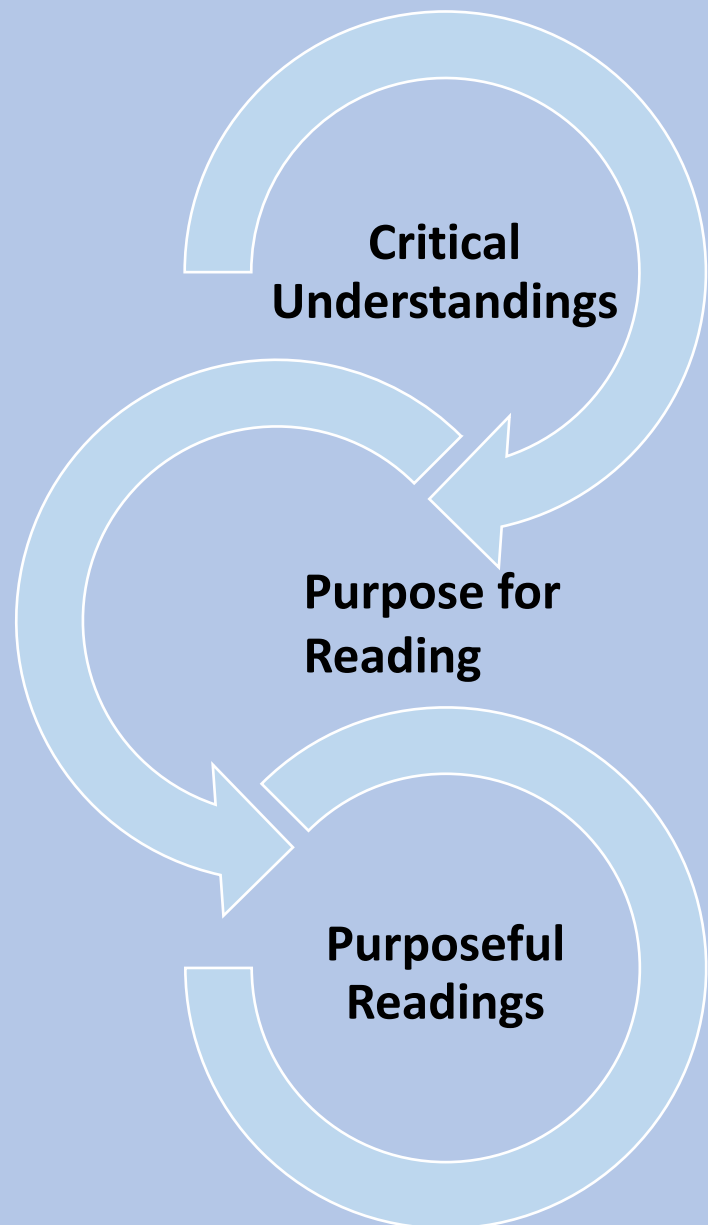 Critical
Understandings
Purpose for
Reading
Purposeful
Readings